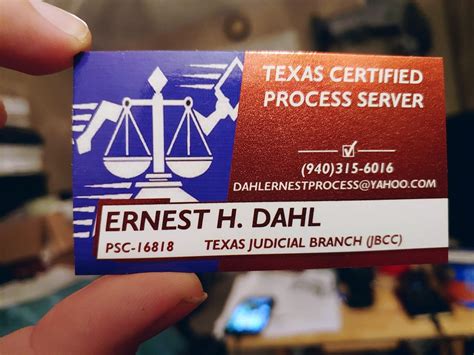 TEXAS CERTIFIED
PROCESS SERVER
(940)315-6016
DAHLERNESTPROCESS@YAHOO.COM
ERNEST H. DAHL
PSC-16818 TEXAS JUDICIAL BRANCH (JBCC)